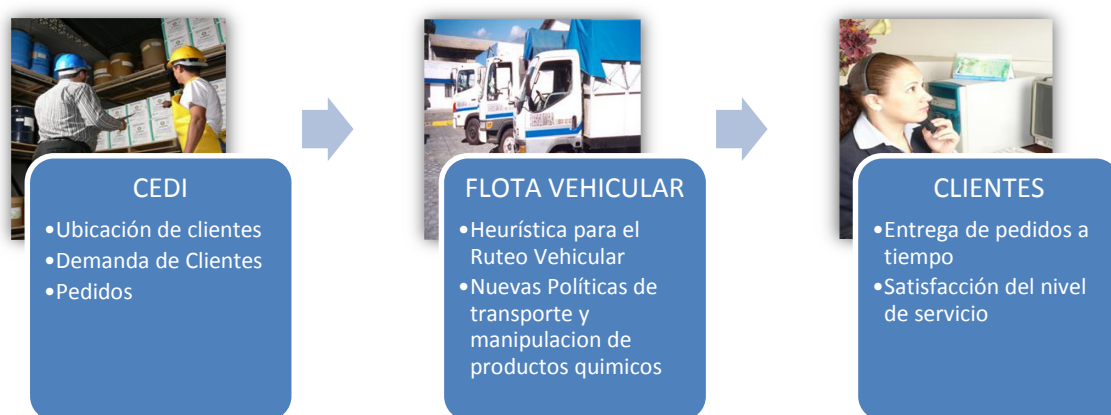 CEDI
•Ubicación de clientes
•Demanda de Clientes
•Pedidos
FLOTA VEHICULAR
•Heurística para el
Ruteo Vehicular
•Nuevas Políticas de
transporte y
manipulacion de
productos quimicos
CLIENTES
•Entrega de pedidos a
tiempo
•Satisfacción del nivel
de servicio